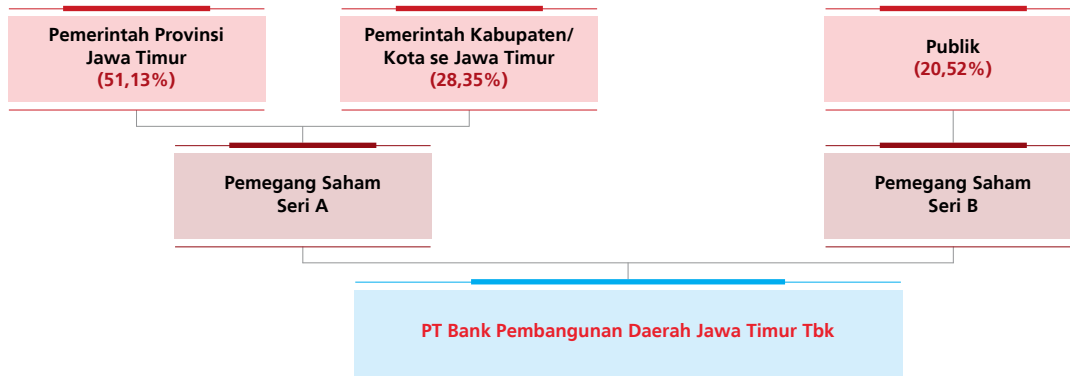 Pemerintah Provinsi
Jawa Timur
(51,13%)
Pemerintah Kabupaten/
Kota se Jawa Timur
(28,35%)
Publik
(20,52%)
Pemegang Saham
Seri A
Pemegang Saham
Seri B
PT Bank Pembangunan Daerah Jawa Timur Tbk